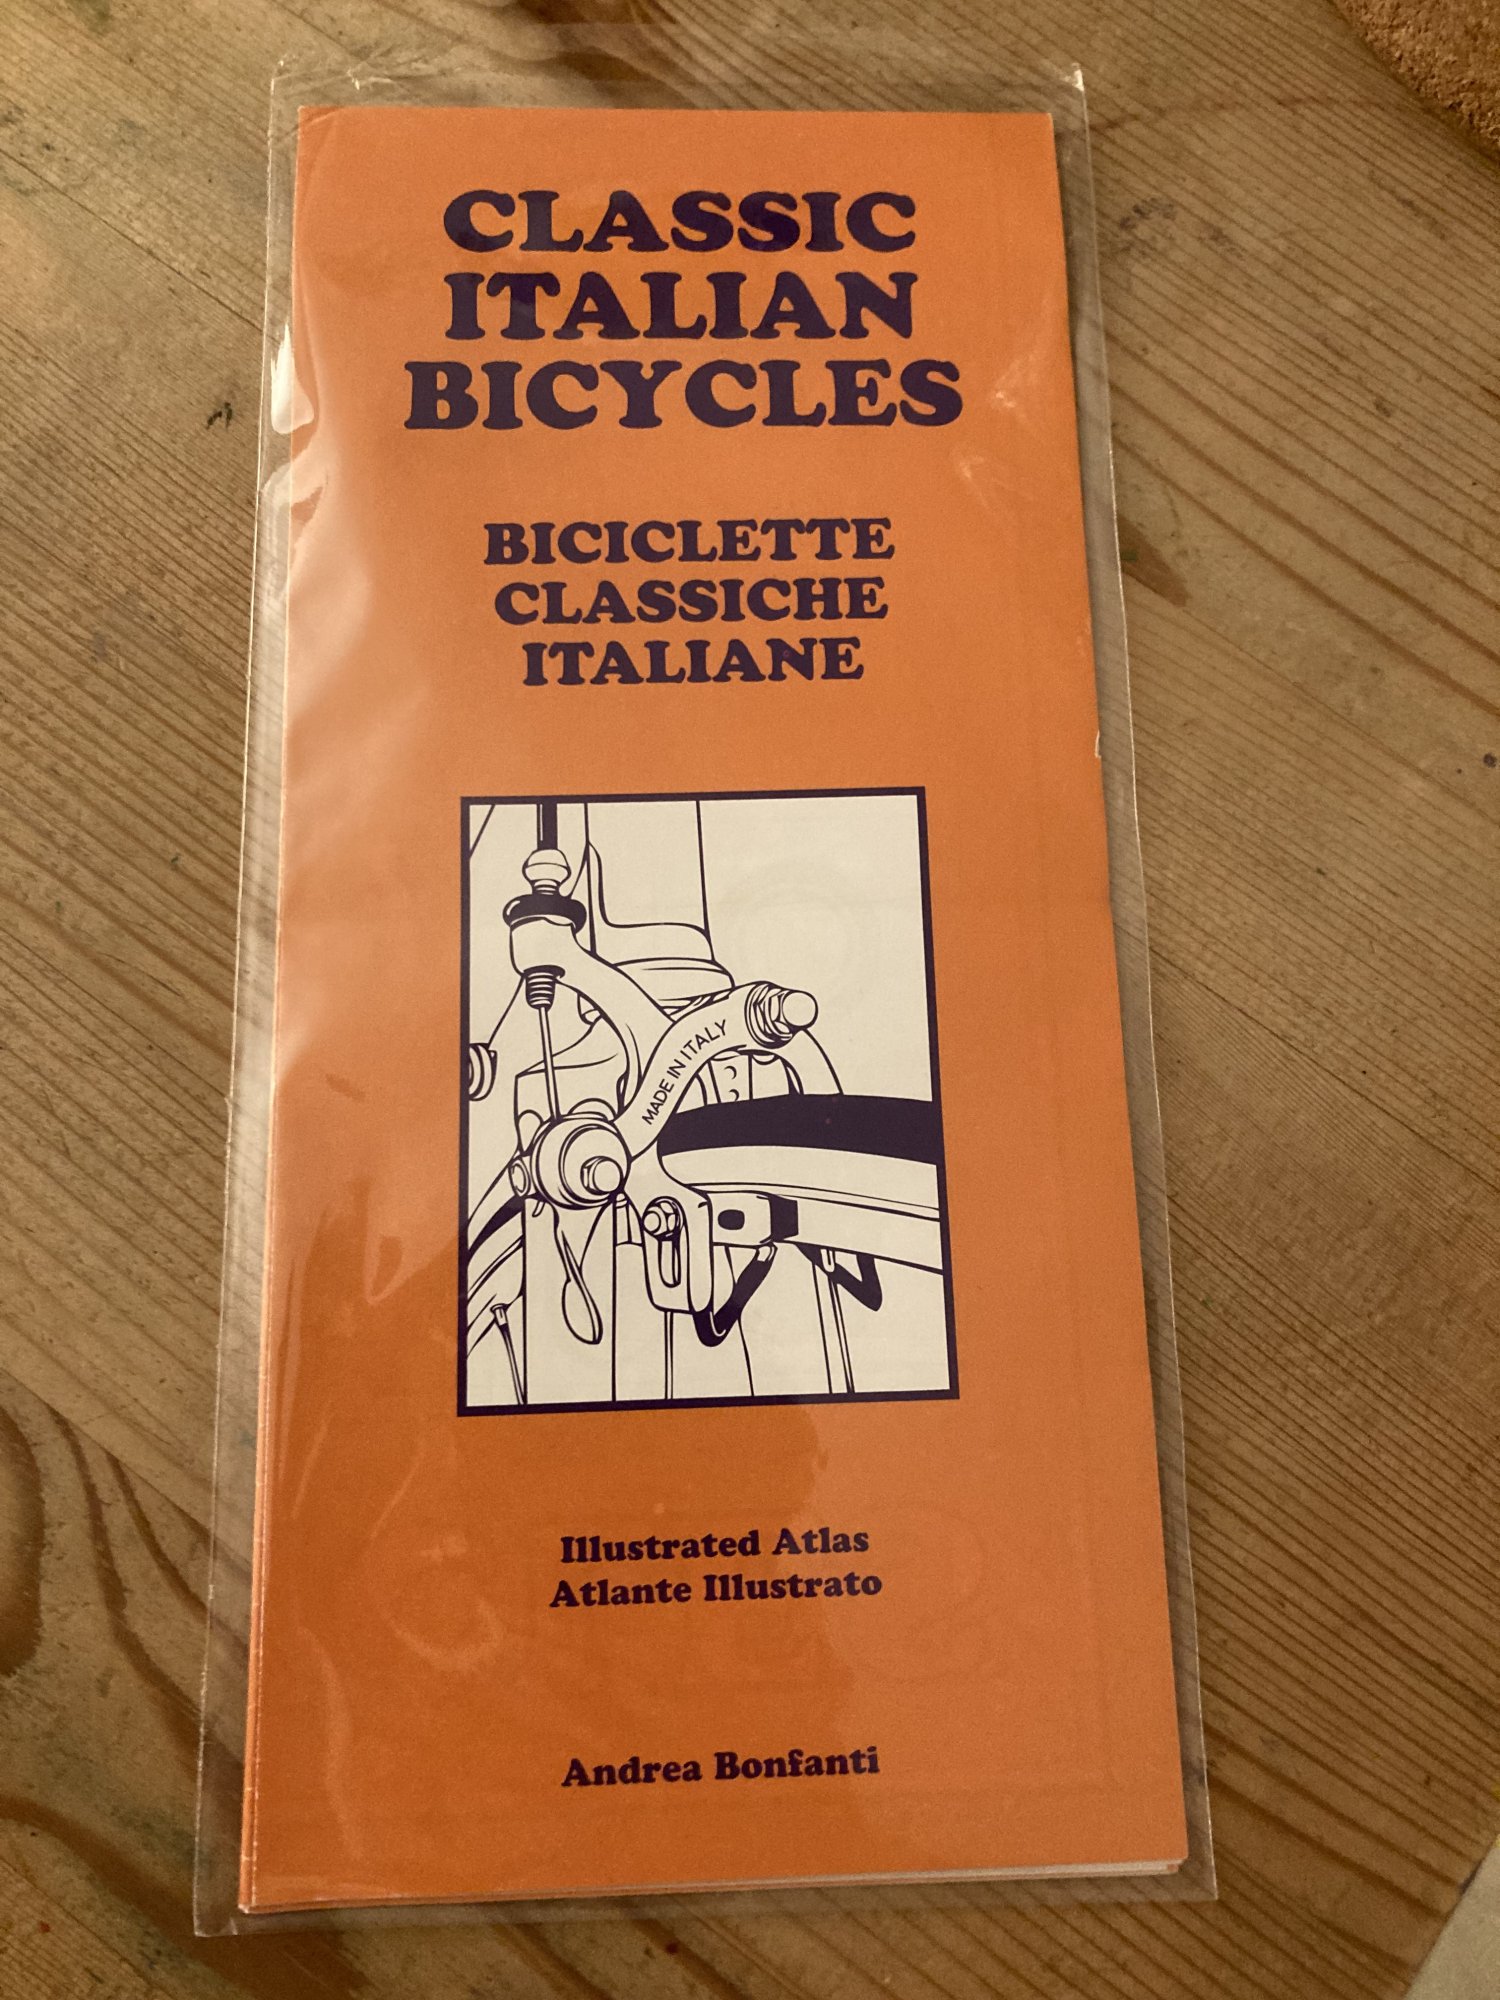 CLASSIC
ITALIAN
BICYCLES
BICICLETTE
CLASSICHE
ITALIANE
MADE IN ITALY
Illustrated Atlas
Atlante Illustrato
Andrea Bonfanti